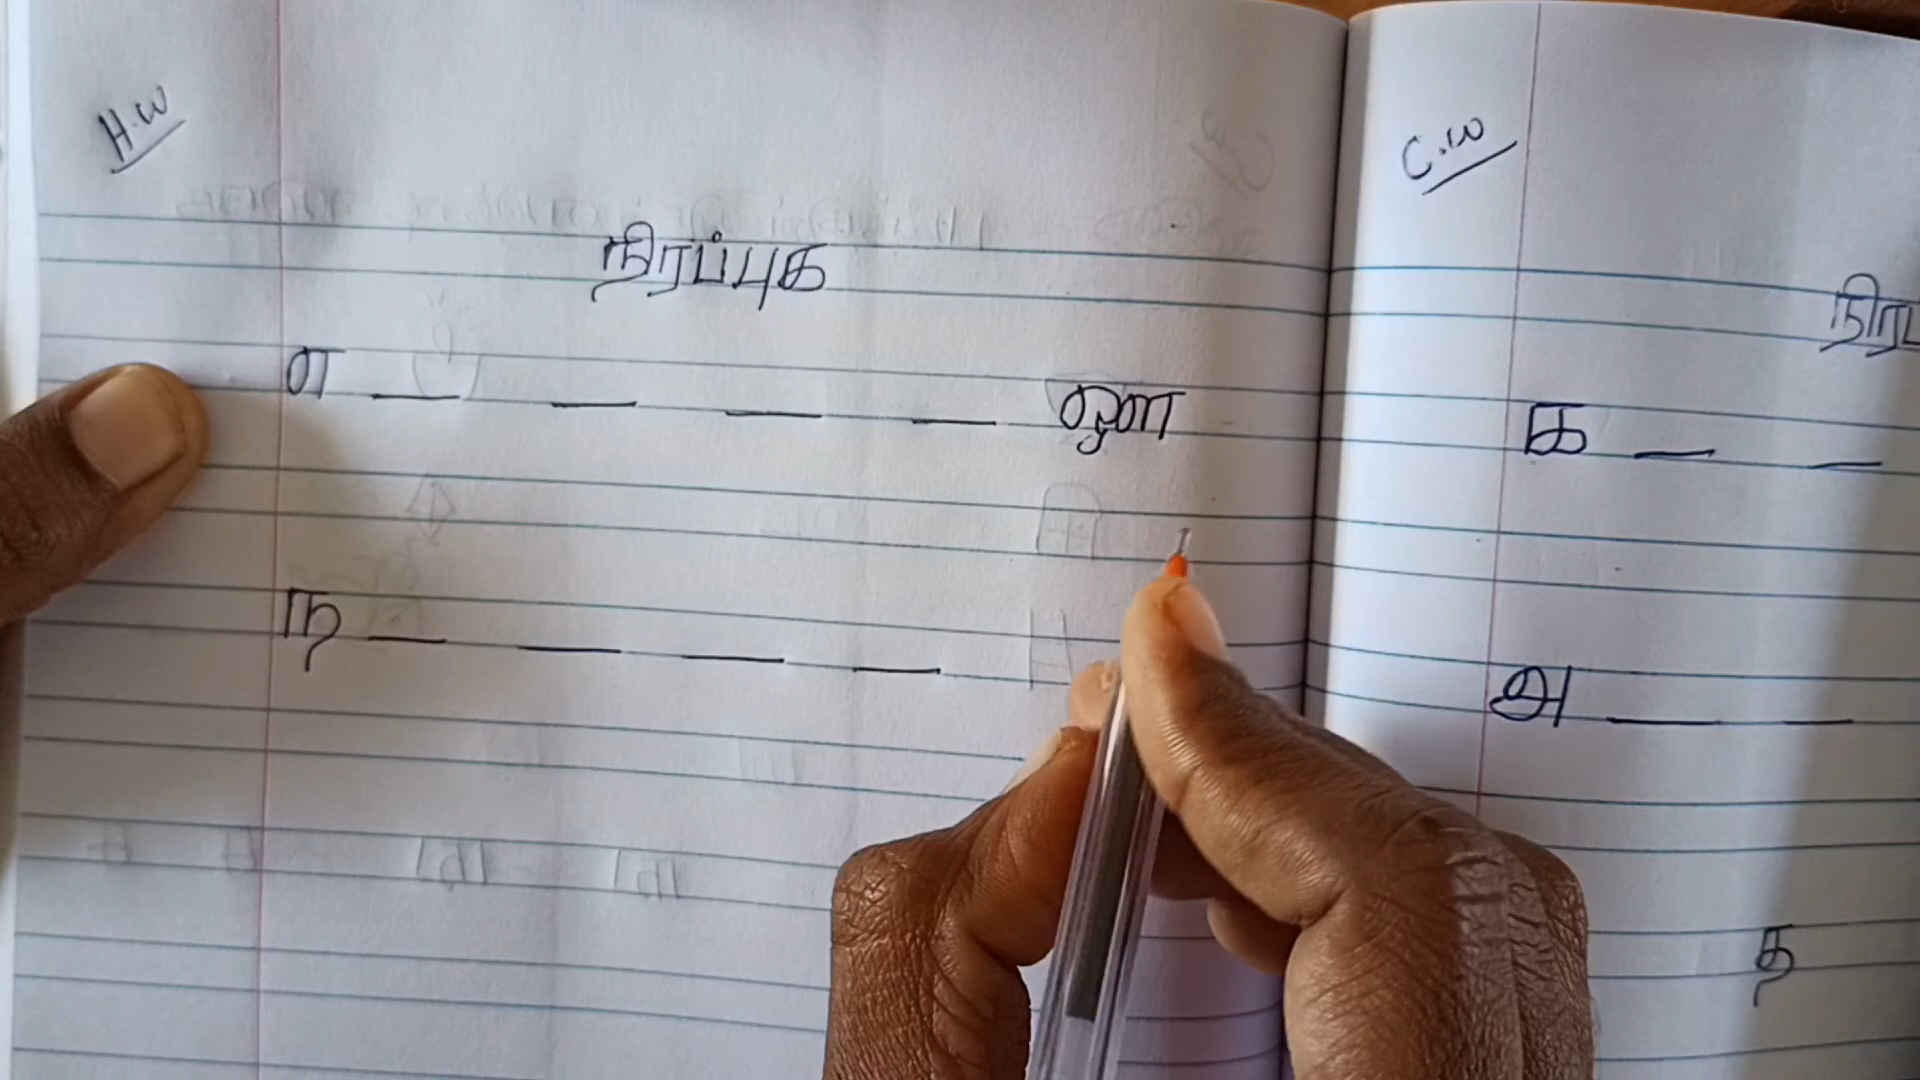 H.W
நிரப்புக
எ _ _ _ _ ஔ
ந _ _ _ _
C.W
க _ _
அ _ _
த